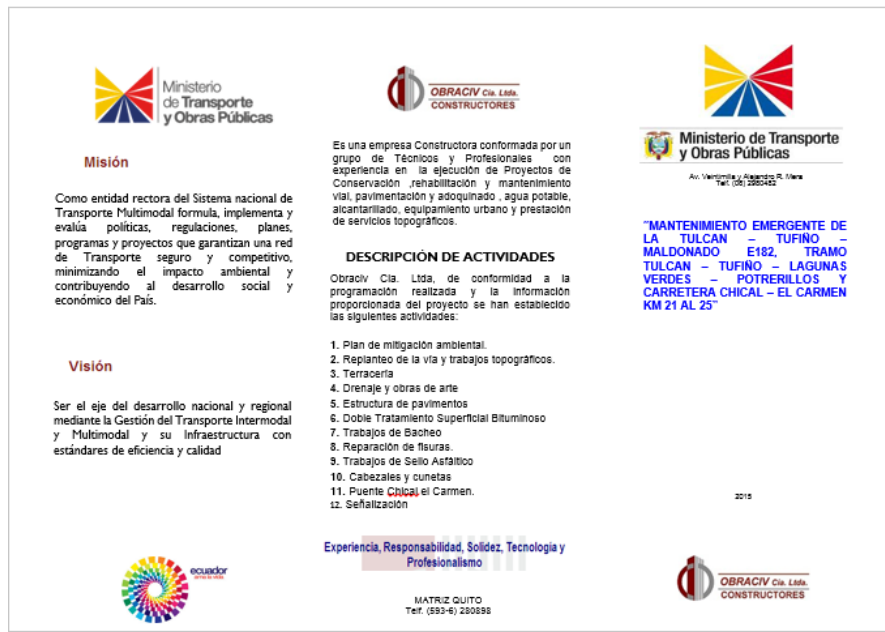 Ministerio
de Transporte
y Obras Públicas
Misión
Como entidad rectora del Sistema nacional de
Transporte Multimodal formula, implementa y
evalúa políticas, regulaciones, planes,
programas y proyectos que garantizan una red
de Transporte seguro y competitivo,
minimizando el impacto ambiental y
contribuyendo al desarrollo social y
económico del País.
Visión
Ser el eje del desarrollo nacional y regional
mediante la Gestión del Transporte Intermodal
y Multimodal y su Infraestructura con
estándares de eficiencia y calidad
ecuador
ama la vida
OBRACIV Cía. Ltda.
CONSTRUCTORES
Es una empresa Constructora conformada por un
grupo de Técnicos y Profesionales con
experiencia en la ejecución de Proyectos de
Conservación ,rehabilitación y mantenimiento
vial, pavimentación y adoquinado , agua potable,
alcantarillado, equipamiento urbano y prestación
de servicios topográficos.
DESCRIPCIÓN DE ACTIVIDADES
Obraciv Cía. Ltda, de conformidad a la
programación realizada y la información
proporcionada del proyecto se han establecido
las siguientes actividades:
1. Plan de mitigación ambiental.
2. Replanteo de la vía y trabajos topográficos.
3. Terracería
4. Drenaje y obras de arte
5. Estructura de pavimentos
6. Doble Tratamiento Superficial Bituminoso
7. Trabajos de Bacheo
8. Reparación de fisuras.
9. Trabajos de Sello Asfáltico
10. Cabezales y cunetas
11. Puente Chical el Carmen.
12. Señalización
Experiencia, Responsabilidad, Solidez, Tecnología y
Profesionalismo
MATRIZ QUITO
Telf. (593-6) 280898
Ministerio de Transporte
y Obras Públicas
Av. Veintimilla y Alejandro R. Mera
Telf. (06) 2980452
"MANTENIMIENTO EMERGENTE DE
LA TULCAN – TUFIÑO –
MALDONADO E182, TRAMO
TULCAN – TUFIÑO – LAGUNAS
VERDES – POTRERILLOS Y
CARRETERA CHICAL – EL CARMEN
KM 21 AL 25"
2015
OBRACIV Cía. Ltda.
CONSTRUCTORES